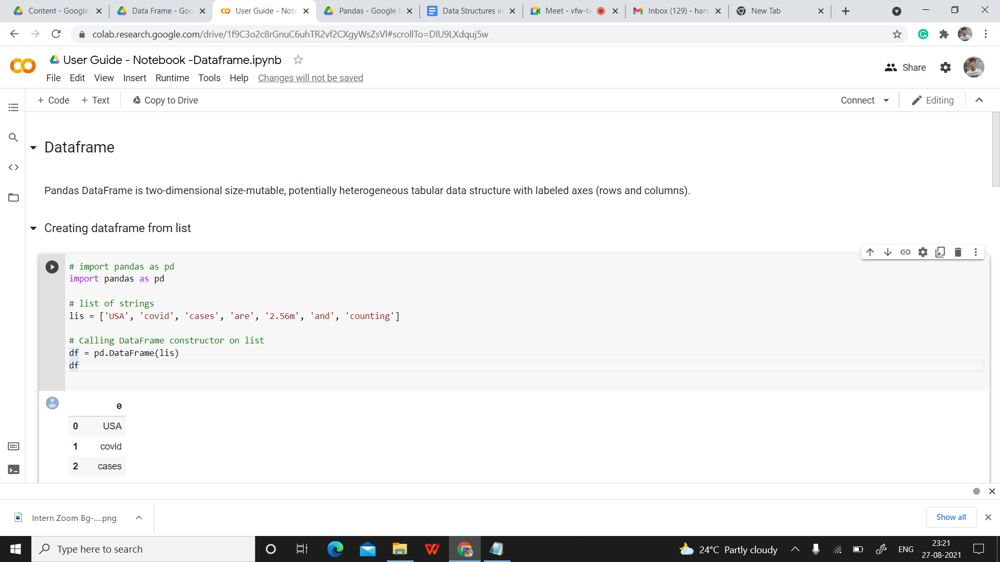 Content - Google
Data Frame - Goo
User Guide - Note
Pandas - Google D
Data Structures in
Meet - vfw-tw
Inbox (129) - hars
New Tab
colab.research.google.com/drive/1f9C3o2c8rGnuC6uhTR2vf2CXgyWsZsVl#scrollTo=DlU9LXdquj5w
User Guide - Notebook -Dataframe.ipynb
Share
File Edit View Insert Runtime Tools Help Changes will not be saved
+ Code + Text Copy to Drive
Connect
Editing
Dataframe
Pandas DataFrame is two-dimensional size-mutable, potentially heterogeneous tabular data structure with labeled axes (rows and columns).
Creating dataframe from list
# import pandas as pd
import pandas as pd
# list of strings
lis = ['USA', 'covid', 'cases', 'are', '2.56m', 'and', 'counting']
# Calling DataFrame constructor on list
df = pd.DataFrame(lis)
df
0
0 USA
1 covid
2 cases
Intern Zoom Bg-....png
Show all
Type here to search
24°C Partly cloudy
ENG
23:21
27-08-2021